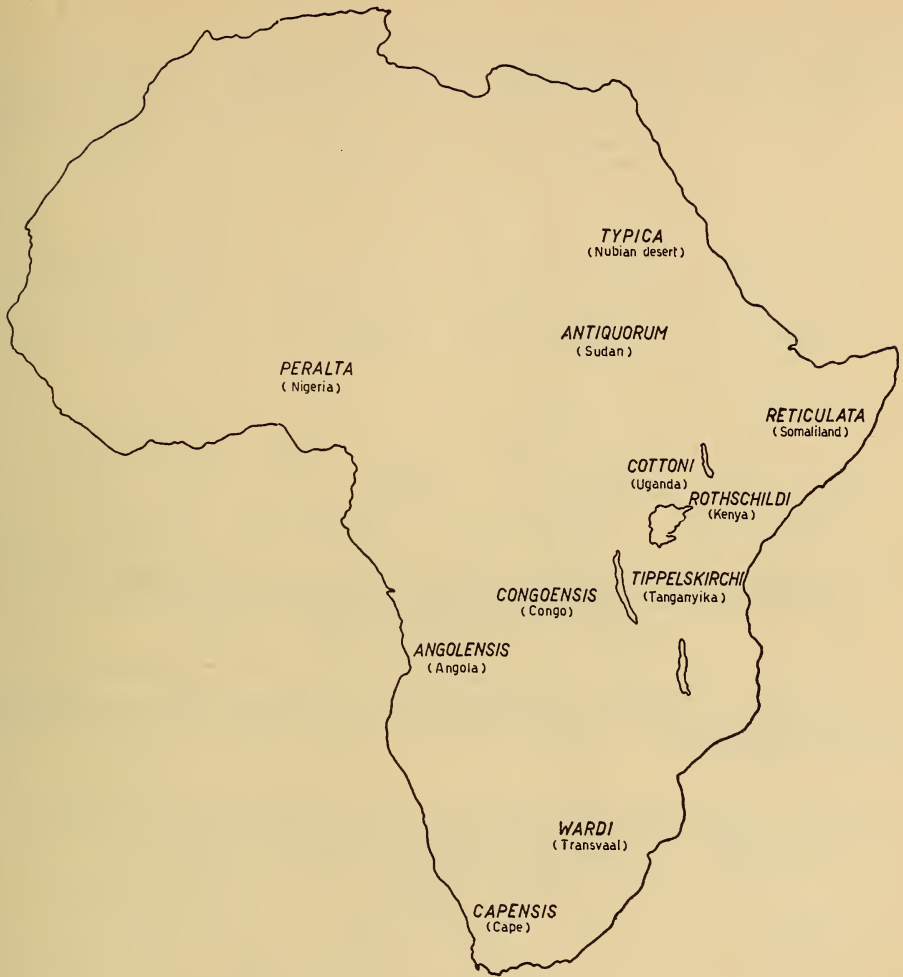 TYPICA
(Nubian desert)
ANTIQUORUM
(Sudan)
PERALTA
(Nigeria)
RETICULATA
(Somaliland)
COTTONI
(Uganda)
ROTHSCHILDI
(Kenya)
TIPPELSKIRCHI
(Tanganyika)
CONGOENSIS
(Congo)
ANGOLENSIS
(Angola)
WARDI
(Transvaal)
CAPENSIS
(Cape)